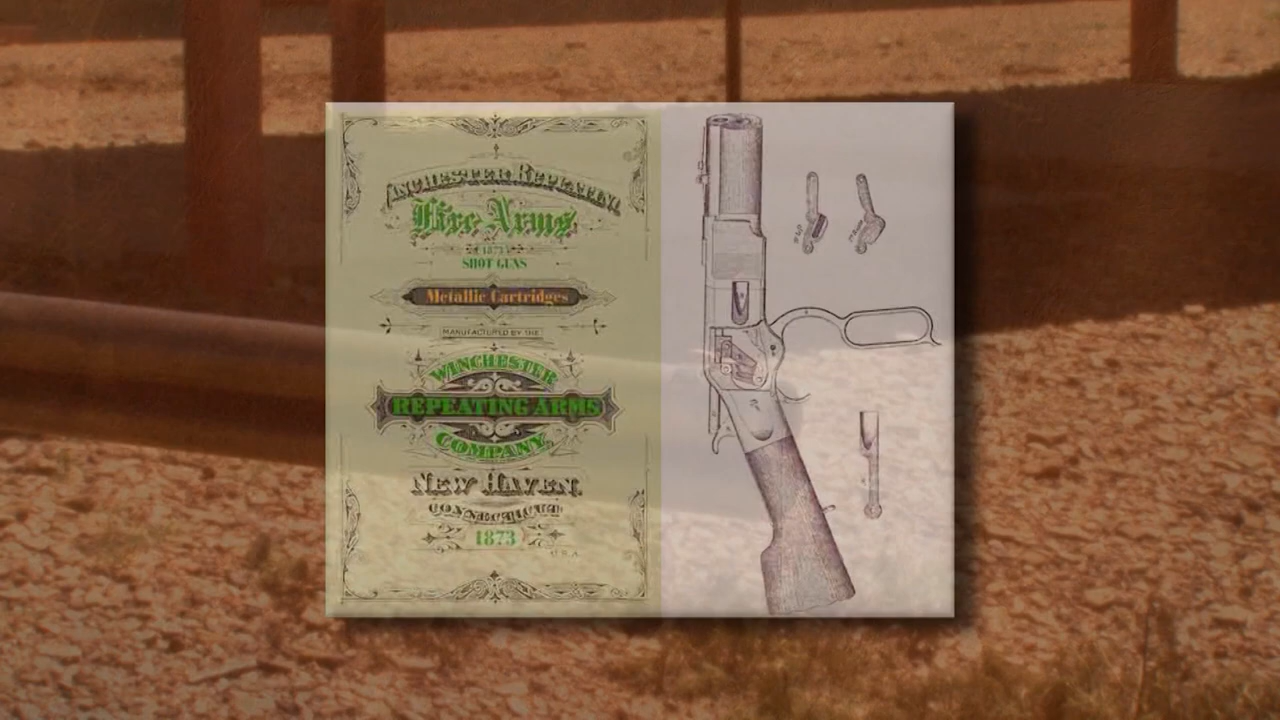 WINCHESTER REPEATING
Fire Arms
1873
SHOT GUNS
Metallic Cartridges
MANUFACTURED BY THE
WINCHESTER
REPEATING ARMS
COMPANY,
NEW HAVEN,
CONNECTICUT
1873
U.S.A.